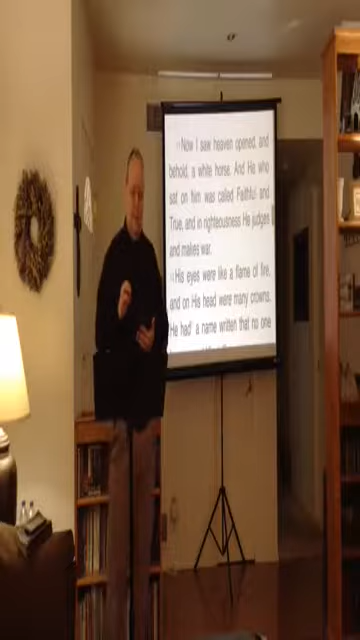 Now I saw heaven opened, and
behold, a white horse. And He who
sat on him was called Faithful and
True, and in righteousness He judges
and makes war.
His eyes were like a flame of fire,
and on His head were many crowns.
He had a name written that no one